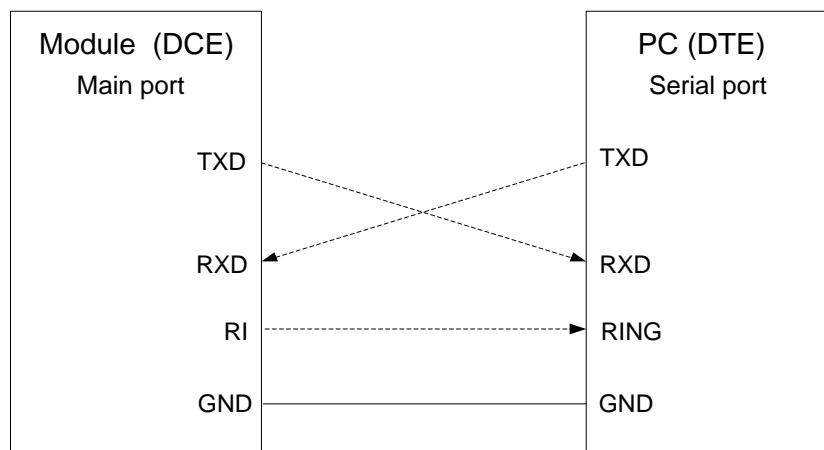 Module (DCE)
Main port
TXD
RXD
RI
GND
PC (DTE)
Serial port
TXD
RXD
RING
GND